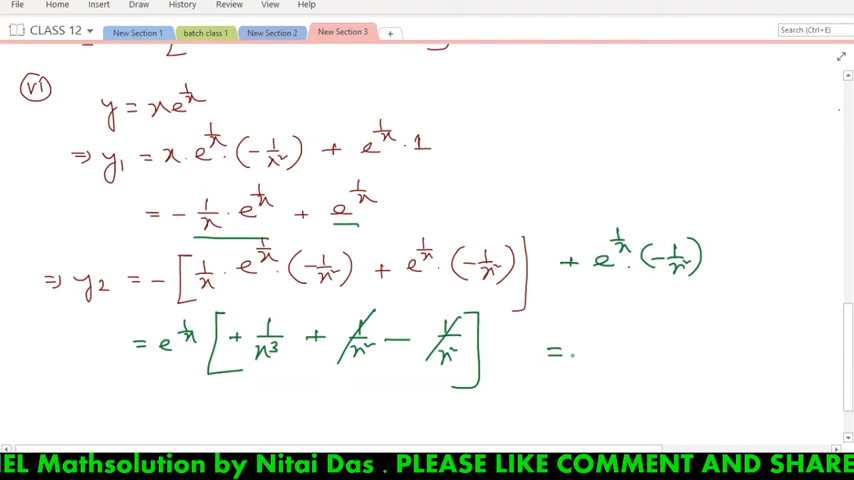 File Home Insert Draw History Review View Help
CLASS 12 New Section 1 batch class 1 New Section 2 New Section 3 + Search (Ctrl+E)
(vi)
y = xe^{1/x}
⇒ y₁ = x · e^{1/x} · (-1/x²) + e^{1/x} · 1
= - 1/x · e^{1/x} + e^{1/x}
⇒ y₂ = - [ 1/x · e^{1/x} · (-1/x²) + e^{1/x} · (-1/x²) ] + e^{1/x} · (-1/x²)
= e^{1/x} [ + 1/x³ + 1/x² - 1/x² ] =
NEL Mathsolution by Nitai Das . PLEASE LIKE COMMENT AND SHARE